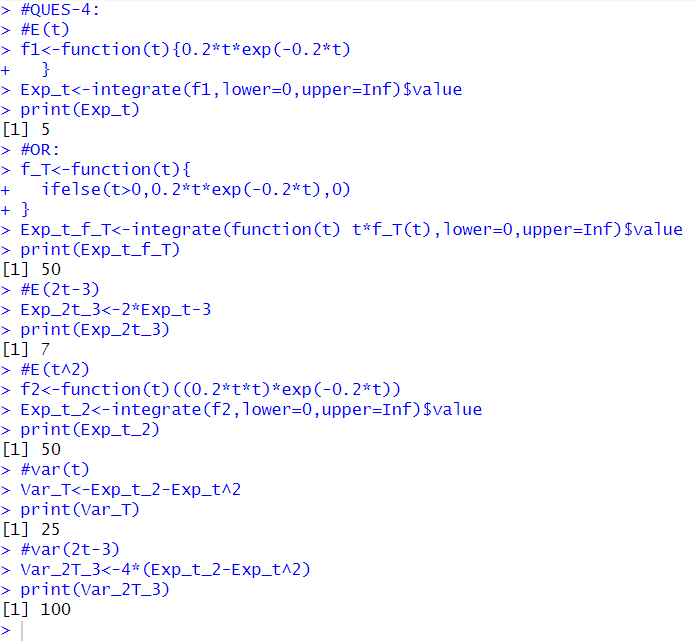 > #QUES-4:
> #E(t)
> f1<-function(t){0.2*t*exp(-0.2*t)
+   }
> Exp_t<-integrate(f1,lower=0,upper=Inf)$value
> print(Exp_t)
[1] 5
> #OR:
> f_T<-function(t){
+   ifelse(t>0,0.2*t*exp(-0.2*t),0)
+ }
> Exp_t_f_T<-integrate(function(t) t*f_T(t),lower=0,upper=Inf)$value
> print(Exp_t_f_T)
[1] 50
> #E(2t-3)
> Exp_2t_3<-2*Exp_t-3
> print(Exp_2t_3)
[1] 7
> #E(t^2)
> f2<-function(t)((0.2*t*t)*exp(-0.2*t))
> Exp_t_2<-integrate(f2,lower=0,upper=Inf)$value
> print(Exp_t_2)
[1] 50
> #var(t)
> Var_T<-Exp_t_2-Exp_t^2
> print(Var_T)
[1] 25
> #var(2t-3)
> Var_2T_3<-4*(Exp_t_2-Exp_t^2)
> print(Var_2T_3)
[1] 100
>